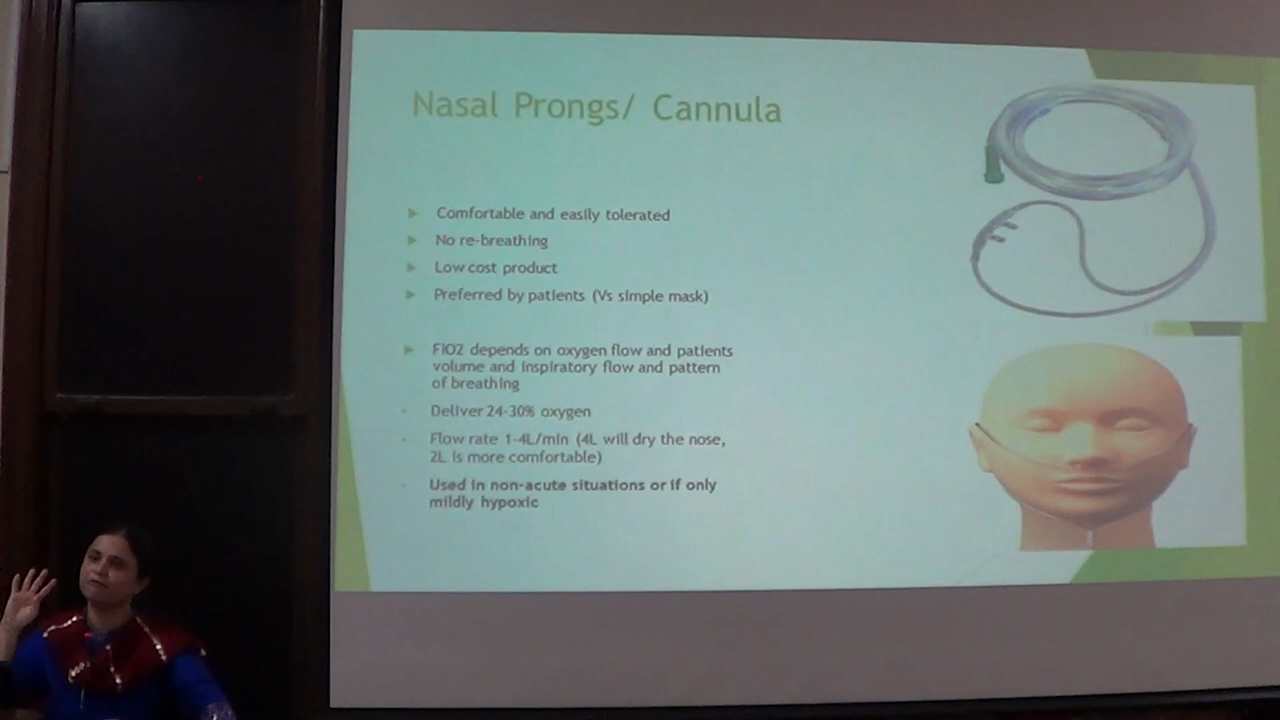 Nasal Prongs/ Cannula
Comfortable and easily tolerated
No re-breathing
Low cost product
Preferred by patients (Vs simple mask)
FiO2 depends on oxygen flow and patients
volume and inspiratory flow and pattern
of breathing
Deliver 24-30% oxygen
Flow rate 1-4L/min (4L will dry the nose,
2L is more comfortable)
Used in non-acute situations or if only
mildly hypoxic